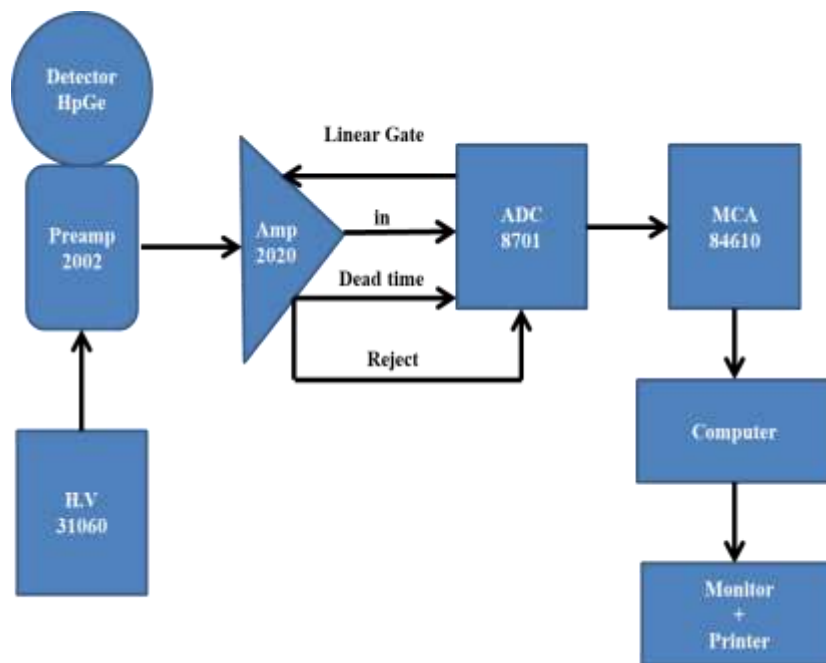 Detector
HpGe
Preamp
2002
H.V
31060
Linear Gate
Amp
2020
in
Dead time
Reject
ADC
8701
MCA
84610
Computer
Monitor
+
Printer